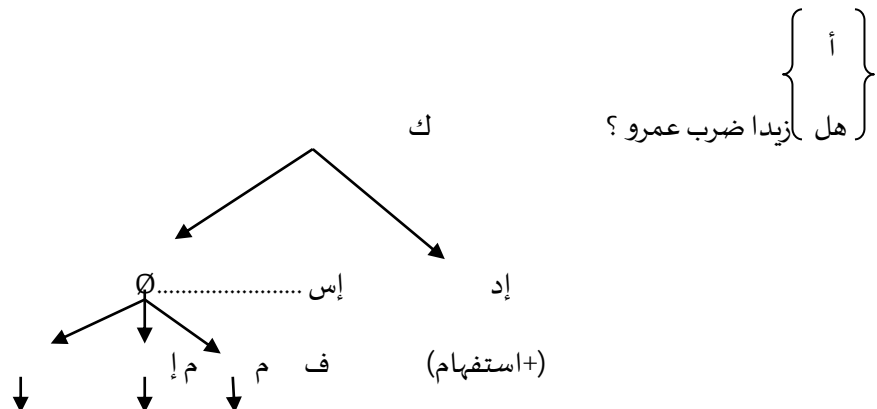 أ
هل زيدا ضرب عمرو ؟ ك
إد إس ....................... Ø
(+استفهام) ف م م إ